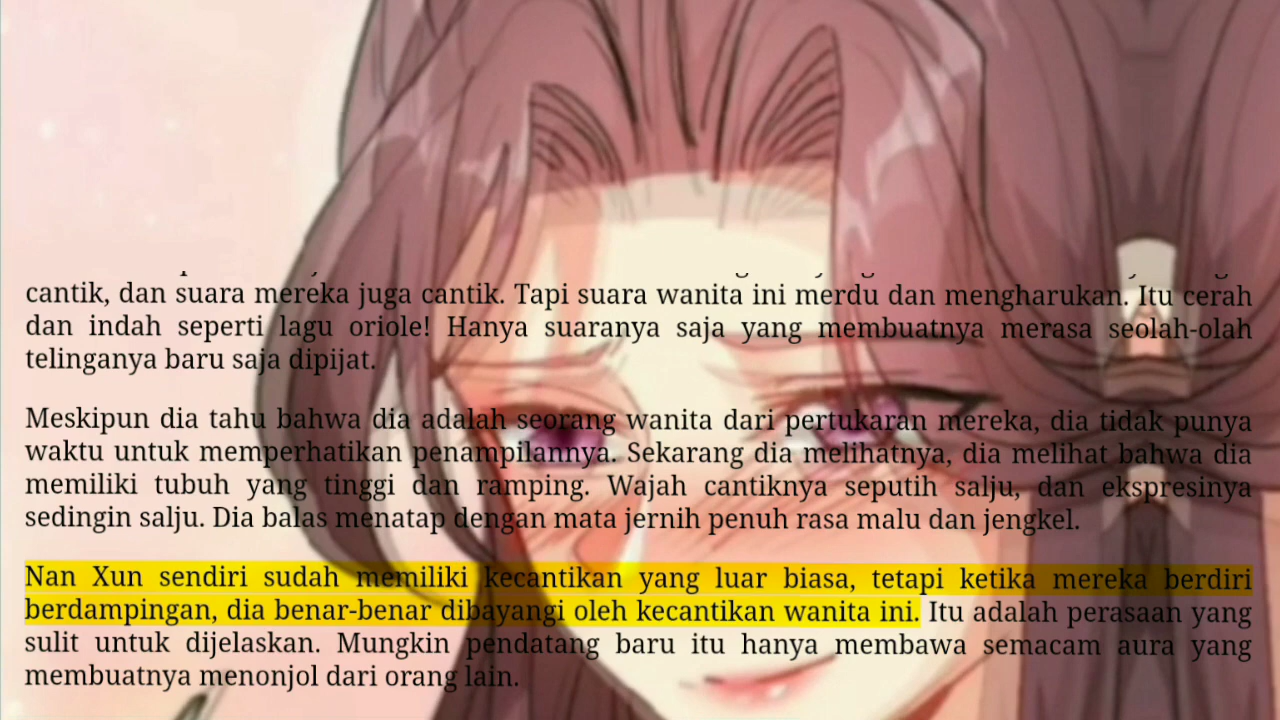 cantik, dan suara mereka juga cantik. Tapi suara wanita ini merdu dan mengharukan. Itu cerah
dan indah seperti lagu oriole! Hanya suaranya saja yang membuatnya merasa seolah-olah
telinganya baru saja dipijat.
Meskipun dia tahu bahwa dia adalah seorang wanita dari pertukaran mereka, dia tidak punya
waktu untuk memperhatikan penampilannya. Sekarang dia melihatnya, dia melihat bahwa dia
memiliki tubuh yang tinggi dan ramping. Wajah cantiknya seputih salju, dan ekspresinya
sedingin salju. Dia balas menatap dengan mata jernih penuh rasa malu dan jengkel.
Nan Xun sendiri sudah memiliki kecantikan yang luar biasa, tetapi ketika mereka berdiri
berdampingan, dia benar-benar dibayangi oleh kecantikan wanita ini. Itu adalah perasaan yang
sulit untuk dijelaskan. Mungkin pendatang baru itu hanya membawa semacam aura yang
membuatnya menonjol dari orang lain.